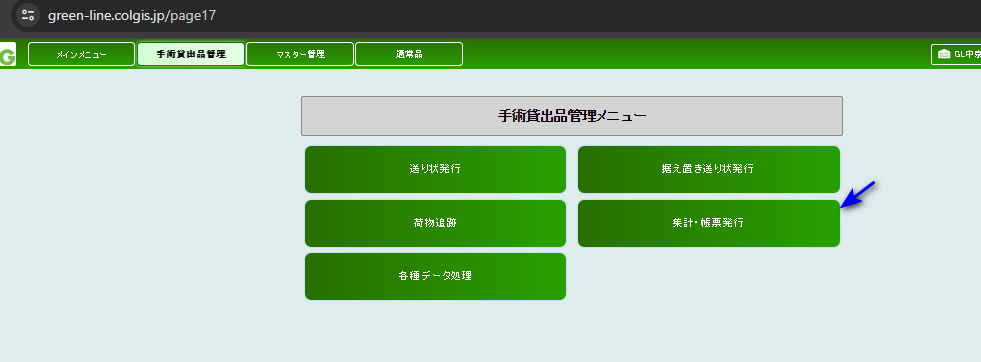 green-line.colgis.jp/page17
G
メインメニュー
手術貸出品管理
マスター管理
通常品
GL中京
手術貸出品管理メニュー
送り状発行
据え置き送り状発行
荷物追跡
集計・帳票発行
各種データ処理